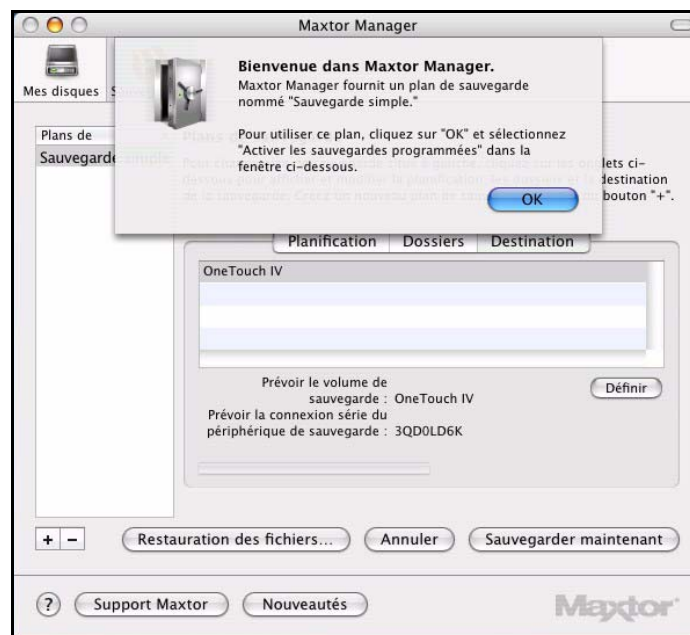 Maxtor Manager
Mes disques
Bienvenue dans Maxtor Manager.
Maxtor Manager fournit un plan de sauvegarde
nommé "Sauvegarde simple."
Pour utiliser ce plan, cliquez sur "OK" et sélectionnez
"Activer les sauvegardes programmées" dans la
fenêtre ci-dessous.
OK
Plans de
Sauvegarde simple
lets ci-
destination
bouton "+".
Planification Dossiers Destination
OneTouch IV
Prévoir le volume de
sauvegarde : OneTouch IV
Définir
Prévoir la connexion série du
périphérique de sauvegarde : 3QD0LD6K
+ −
Restauration des fichiers... Annuler Sauvegarder maintenant
? Support Maxtor Nouveautés
Maxtor